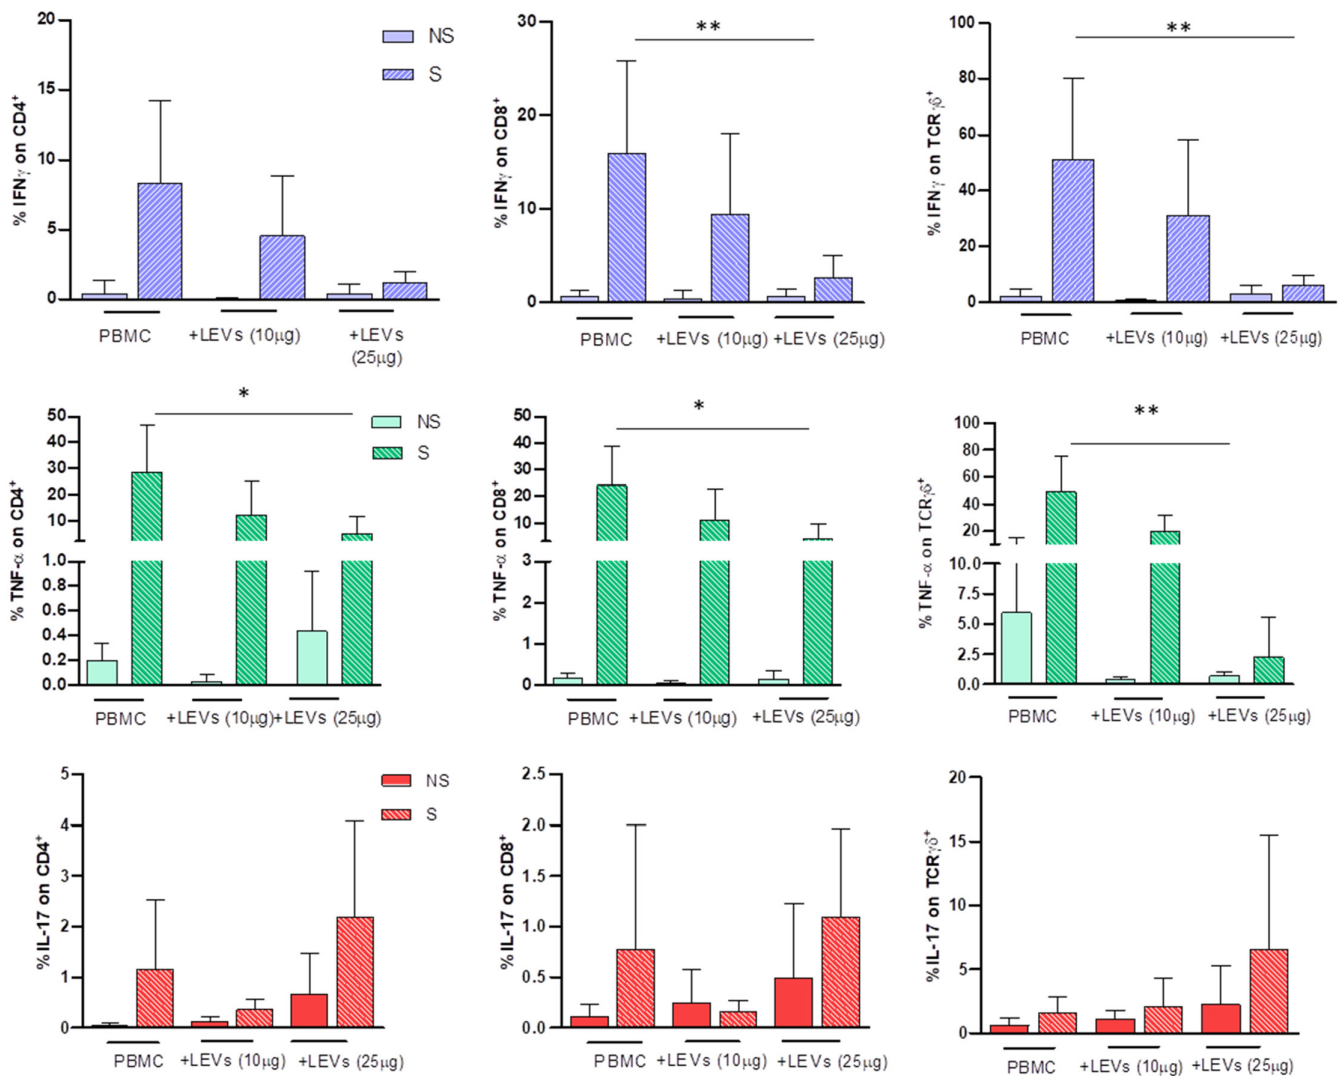 % IFNγ on CD4+
20
15
10
5
0
NS
S
PBMC
+LEVs (10µg)
+LEVs
(25µg)
% IFNγ on CD8+
30
20
10
0
**
PBMC
+LEVs (10µg)
+LEVs (25µg)
% IFNγ on TCRγδ+
100
80
60
40
20
0
**
PBMC
+LEVs (10µg)
+LEVs (25µg)
% TNF-α on CD4+
50
40
30
20
10
1.0
0.8
0.6
0.4
0.2
0.0
*
NS
S
PBMC
+LEVs (10µg)
+LEVs (25µg)
% TNF-α on CD8+
50
40
30
20
10
3
2
1
0
*
PBMC
+LEVs (10µg)
+LEVs (25µg)
% TNF-α on TCRγδ+
100
80
60
40
20
10.0
7.5
5.0
2.5
0.0
**
PBMC
+LEVs (10µg)
+LEVs (25µg)
% IL-17 on CD4+
5
4
3
2
1
0
NS
S
PBMC
+LEVs (10µg)
+LEVs (25µg)
% IL-17 on CD8+
2.5
2.0
1.5
1.0
0.5
0.0
PBMC
+LEVs (10µg)
+LEVs (25µg)
% IL-17 on TCRγδ+
20
15
10
5
0
PBMC
+LEVs (10µg)
+LEVs (25µg)